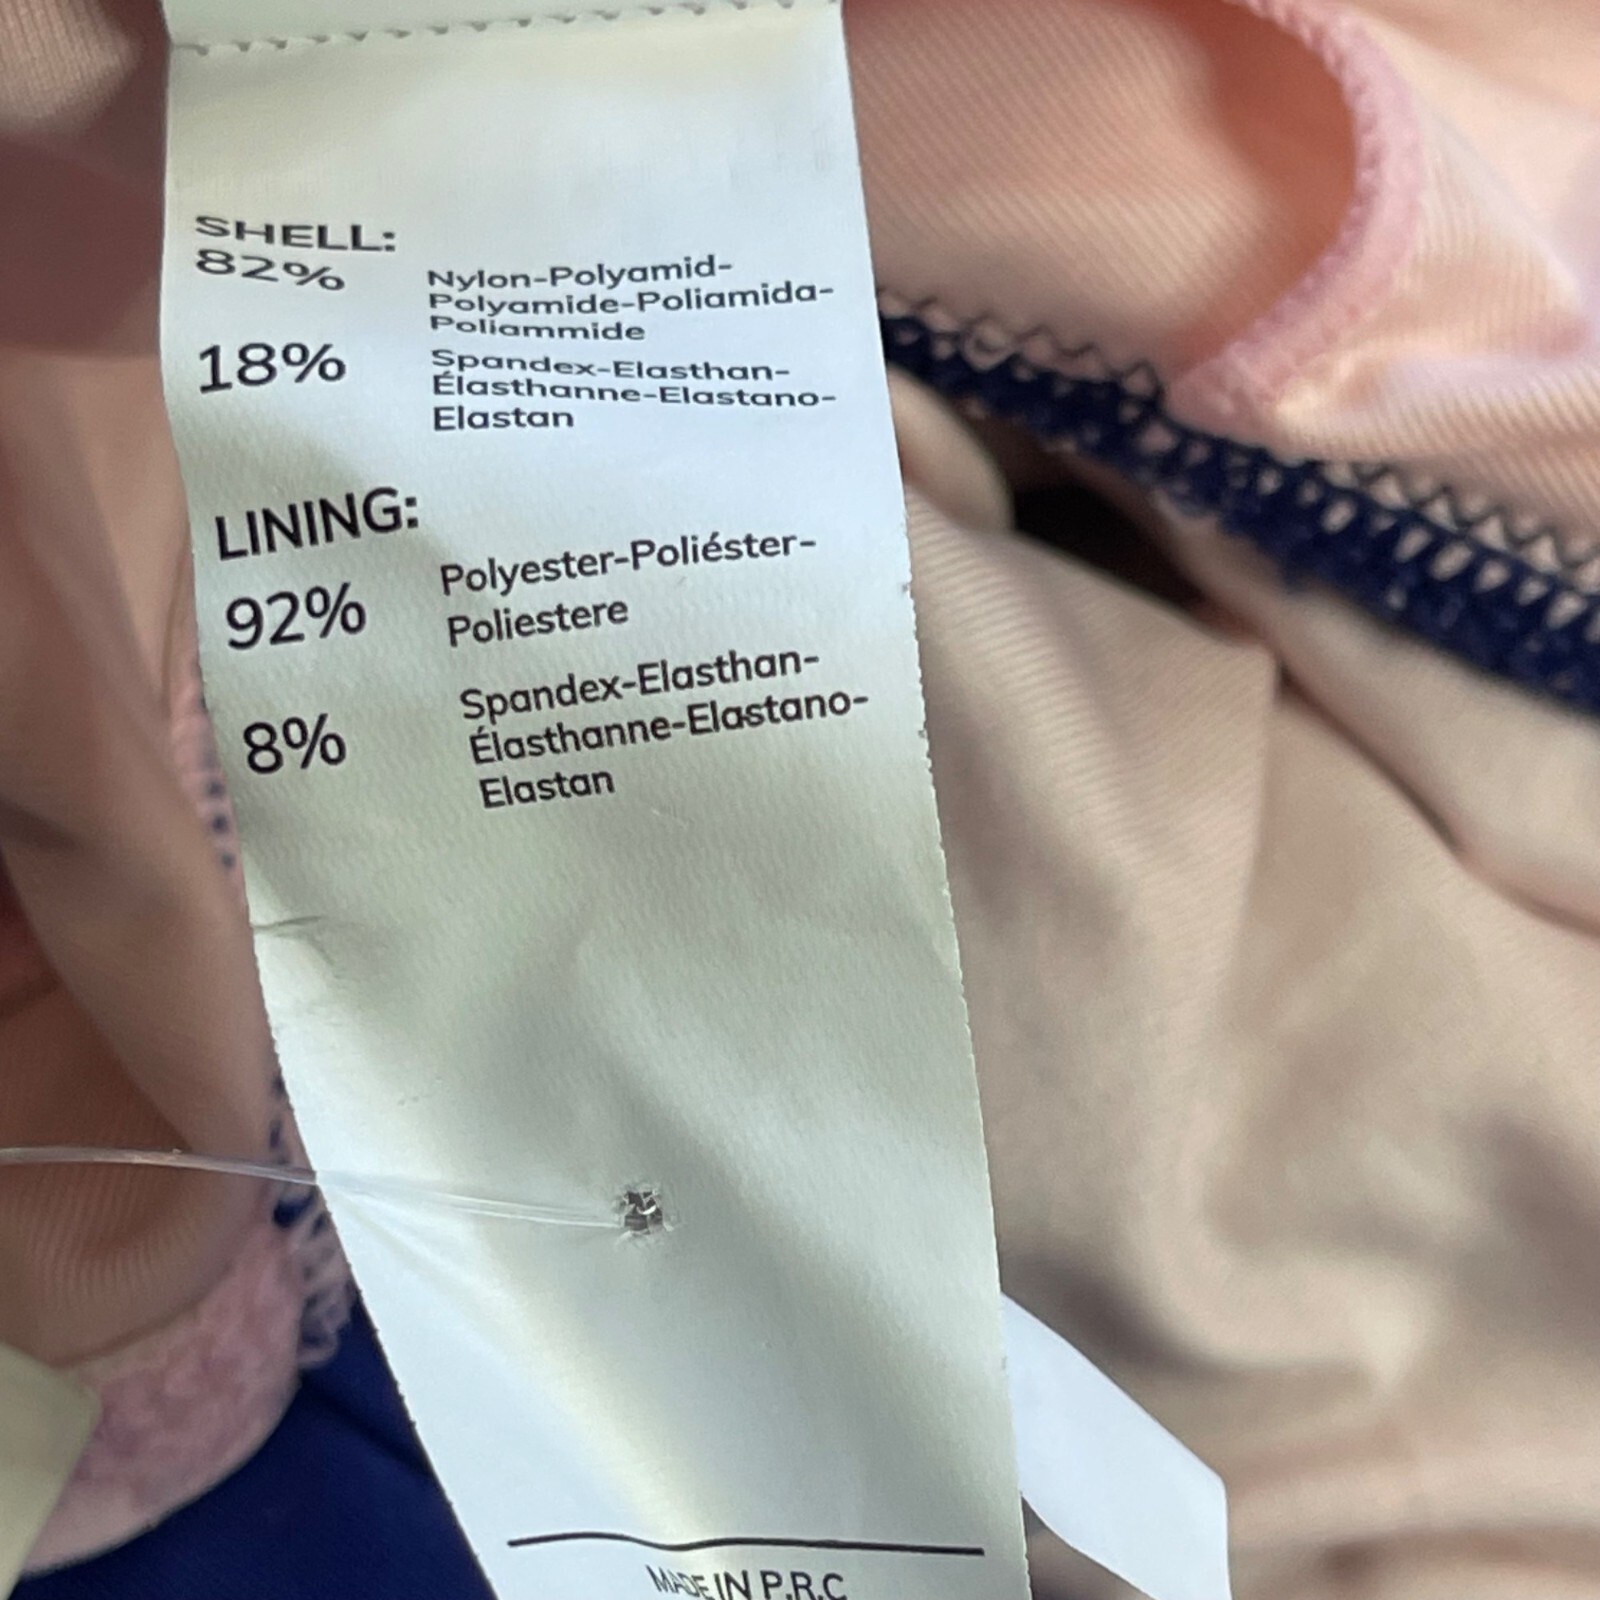 SHELL:
82% Nylon-Polyamid-
Polyamide-Poliamida-
Poliammide
18% Spandex-Elasthan-
Élasthanne-Elastano-
Elastan
LINING:
92% Polyester-Poliéster-
Poliestere
8% Spandex-Elasthan-
Élasthanne-Elastano-
Elastan
MADE IN P.R.C